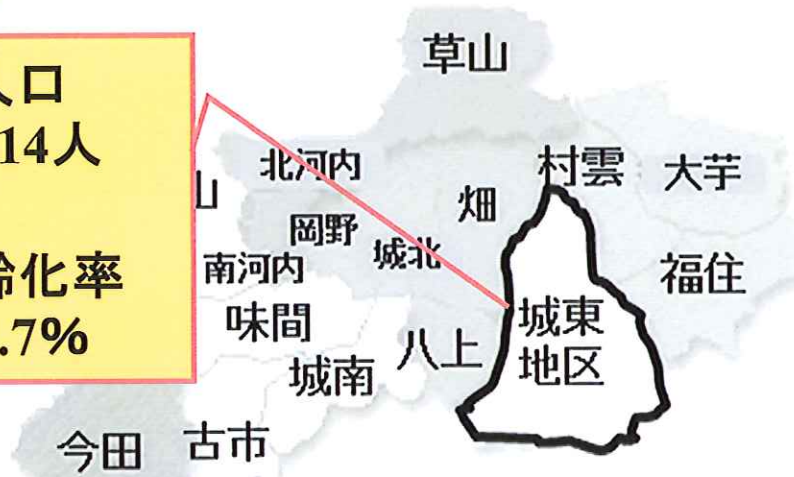 人口
14人
齢化率
.7%
草山
北河内
村雲
大芋
山
畑
岡野
城北
南河内
福住
味間
城東
地区
八上
城南
今田
古市